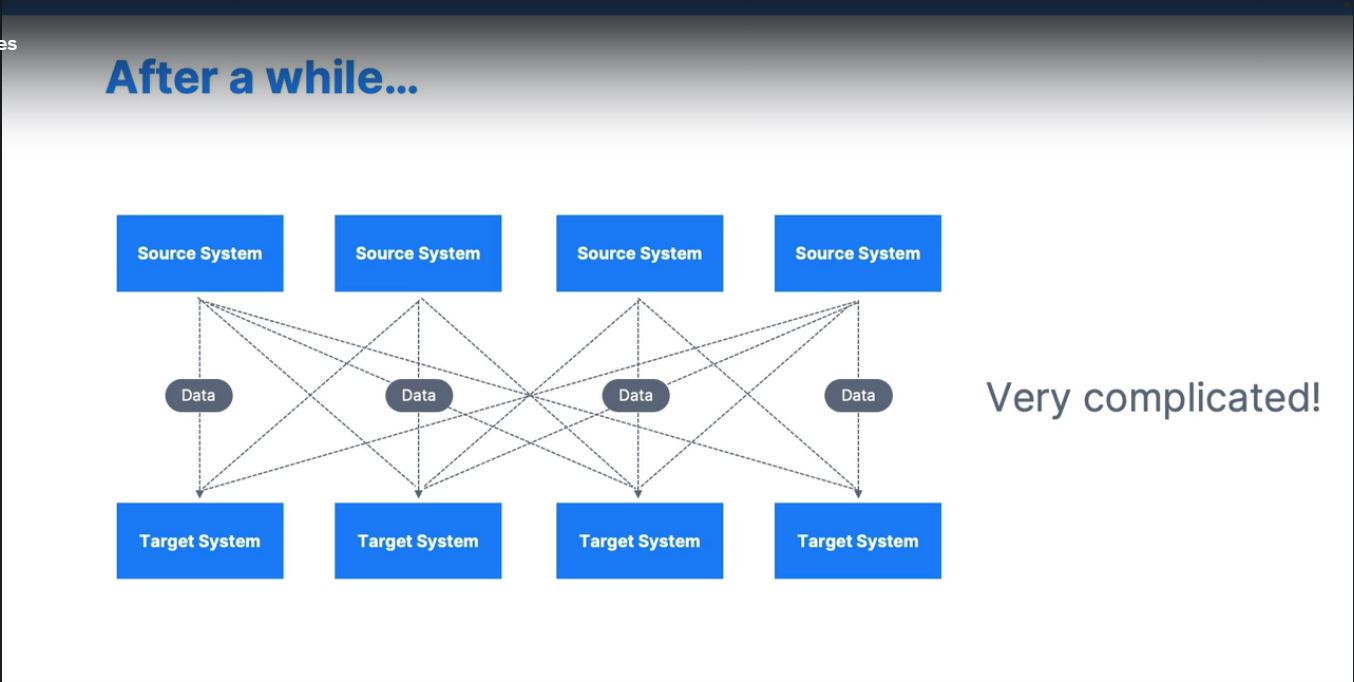 es
After a while...
Source System
Source System
Source System
Source System
Data
Data
Data
Data
Very complicated!
Target System
Target System
Target System
Target System